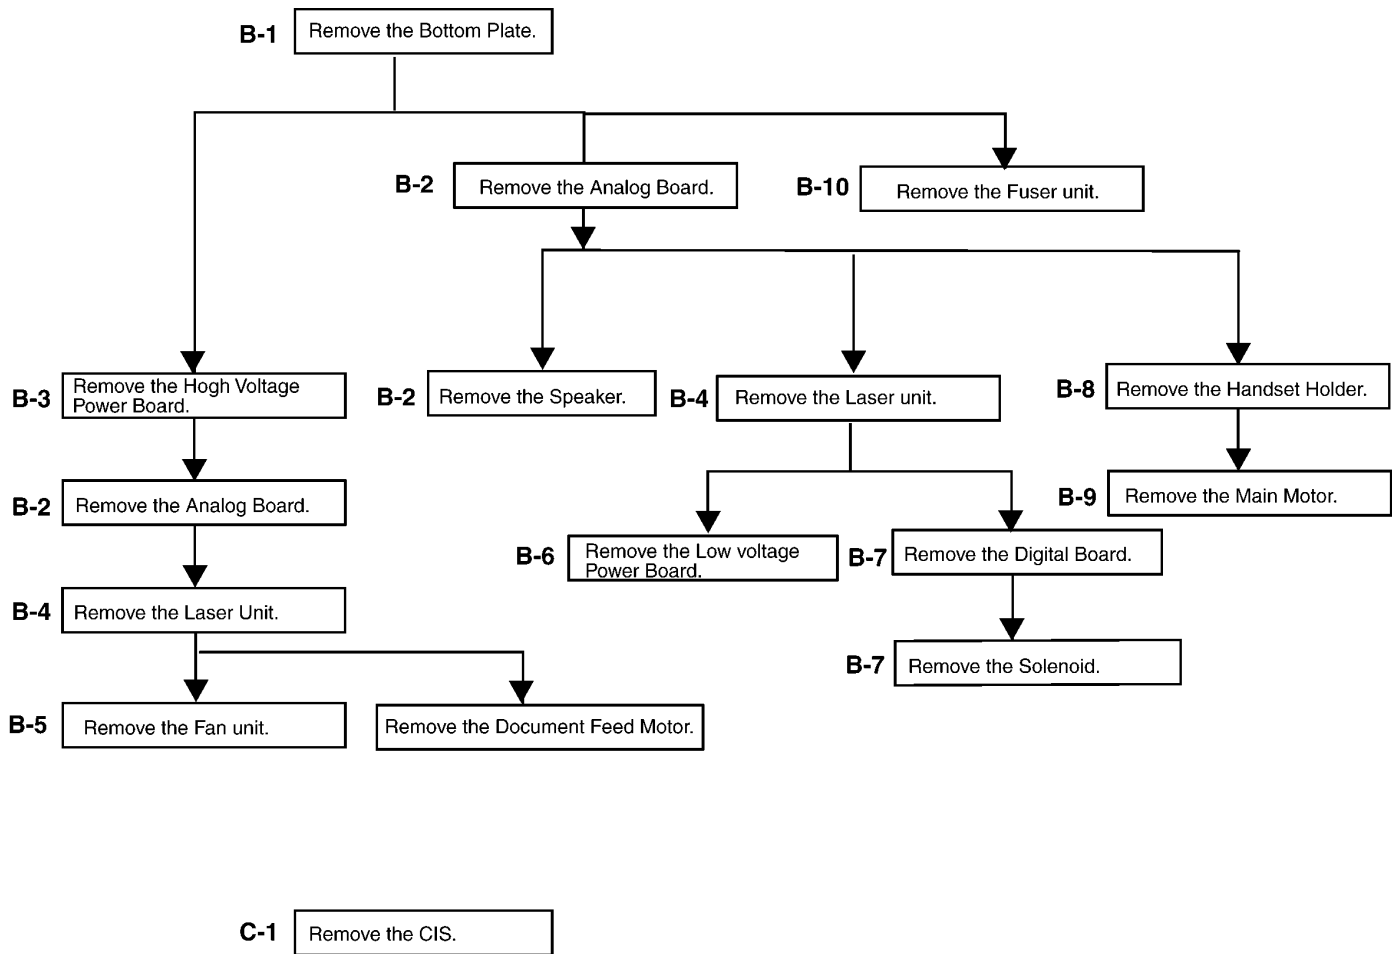 B-1 Remove the Bottom Plate.
B-2 Remove the Analog Board.
B-10 Remove the Fuser unit.
B-3 Remove the Hogh Voltage
Power Board.
B-2 Remove the Speaker.
B-4 Remove the Laser unit.
B-8 Remove the Handset Holder.
B-2 Remove the Analog Board.
B-9 Remove the Main Motor.
B-6 Remove the Low voltage
Power Board.
B-7 Remove the Digital Board.
B-4 Remove the Laser Unit.
B-7 Remove the Solenoid.
B-5 Remove the Fan unit.
Remove the Document Feed Motor.
C-1 Remove the CIS.